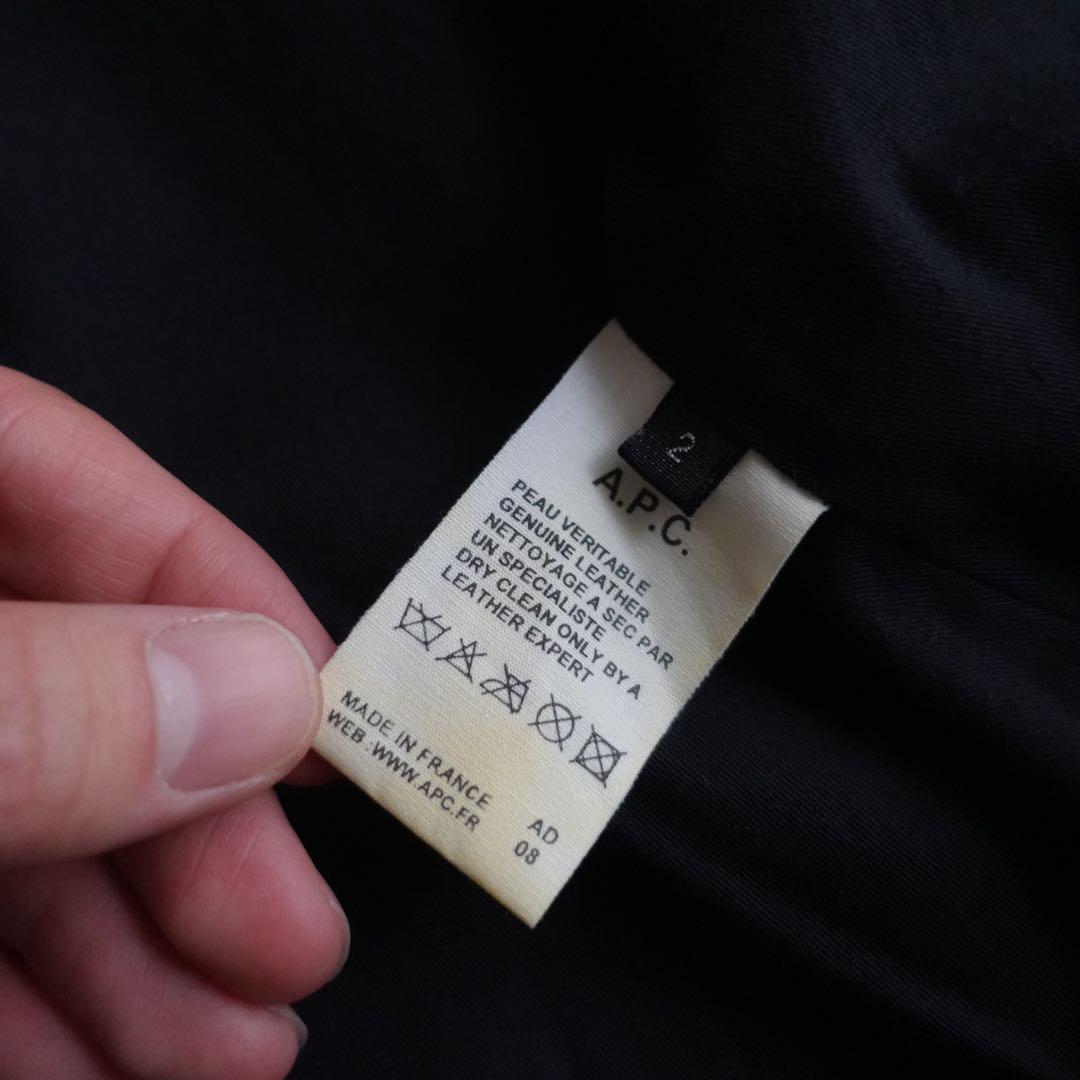 2
A.P.C.
PEAU VERITABLE
GENUINE LEATHER
NETTOYAGE A SEC PAR
UN SPECIALISTE
DRY CLEAN ONLY BY A
LEATHER EXPERT
MADE IN FRANCE
WEB :WWW.APC.FR
AD
08